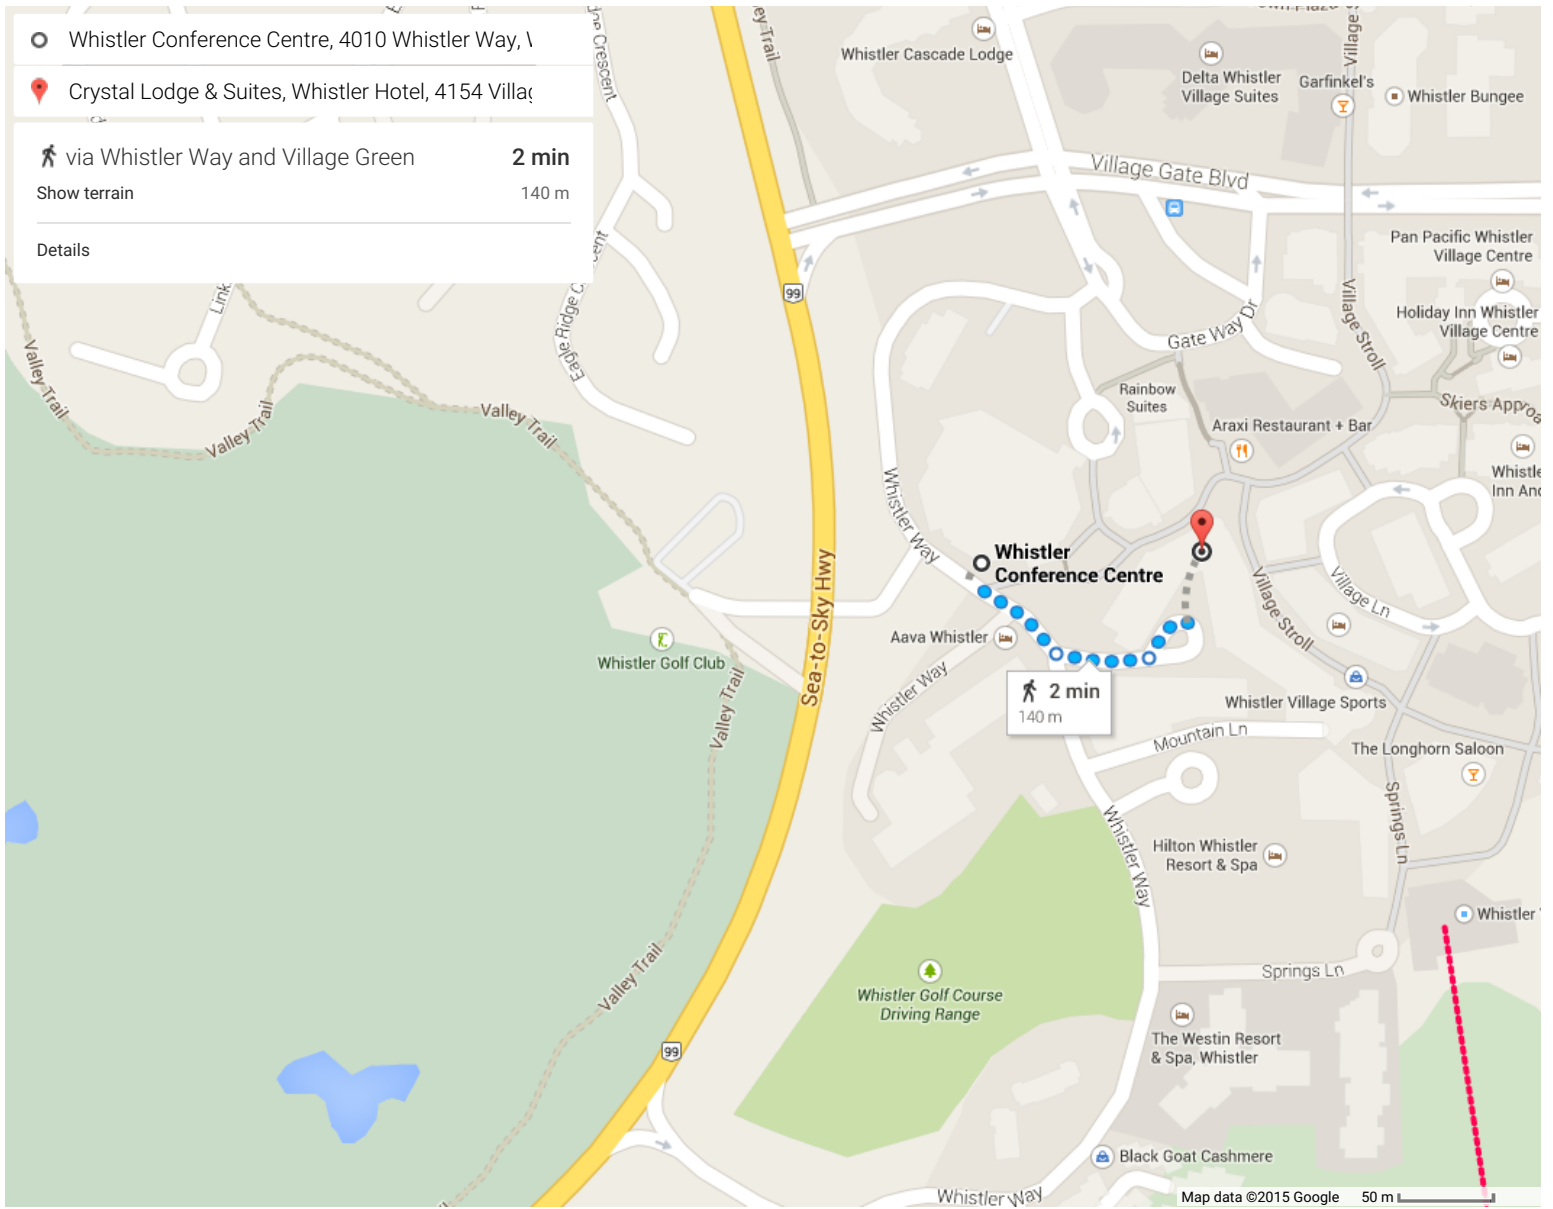 Whistler Conference Centre, 4010 Whistler Way,
Crystal Lodge & Suites, Whistler Hotel, 4154
via Whistler Way and Village Green
2 min
Show terrain
140 m
Details
Whistler Cascade Lodge
Delta Whistler
Village Suites
Garfinkel's
Whistler Bungee
Village Gate Blvd
Pan Pacific Whistler
Village Centre
Holiday Inn Whistler
Village Centre
Village Stroll
Gate Way Dr
Rainbow
Suites
Skiers
Araxi Restaurant + Bar
Inn
99
Eagle Ridge
Valley Trail
Valley Trail
Valley Trail
Whistler Way
Whistler
Conference Centre
Village Ln
Village Stroll
Aava Whistler
Whistler Golf Club
Sea-to-Sky Hwy
Valley Trail
Whistler Way
2 min
140 m
Whistler Village Sports
Mountain Ln
The Longhorn Saloon
Springs Ln
Whistler Way
Hilton Whistler
Resort & Spa
Whistler
Springs Ln
Valley Trail
Whistler Golf Course
Driving Range
The Westin Resort
& Spa, Whistler
99
Black Goat Cashmere
Whistler Way
Map data ©2015 Google
50 m